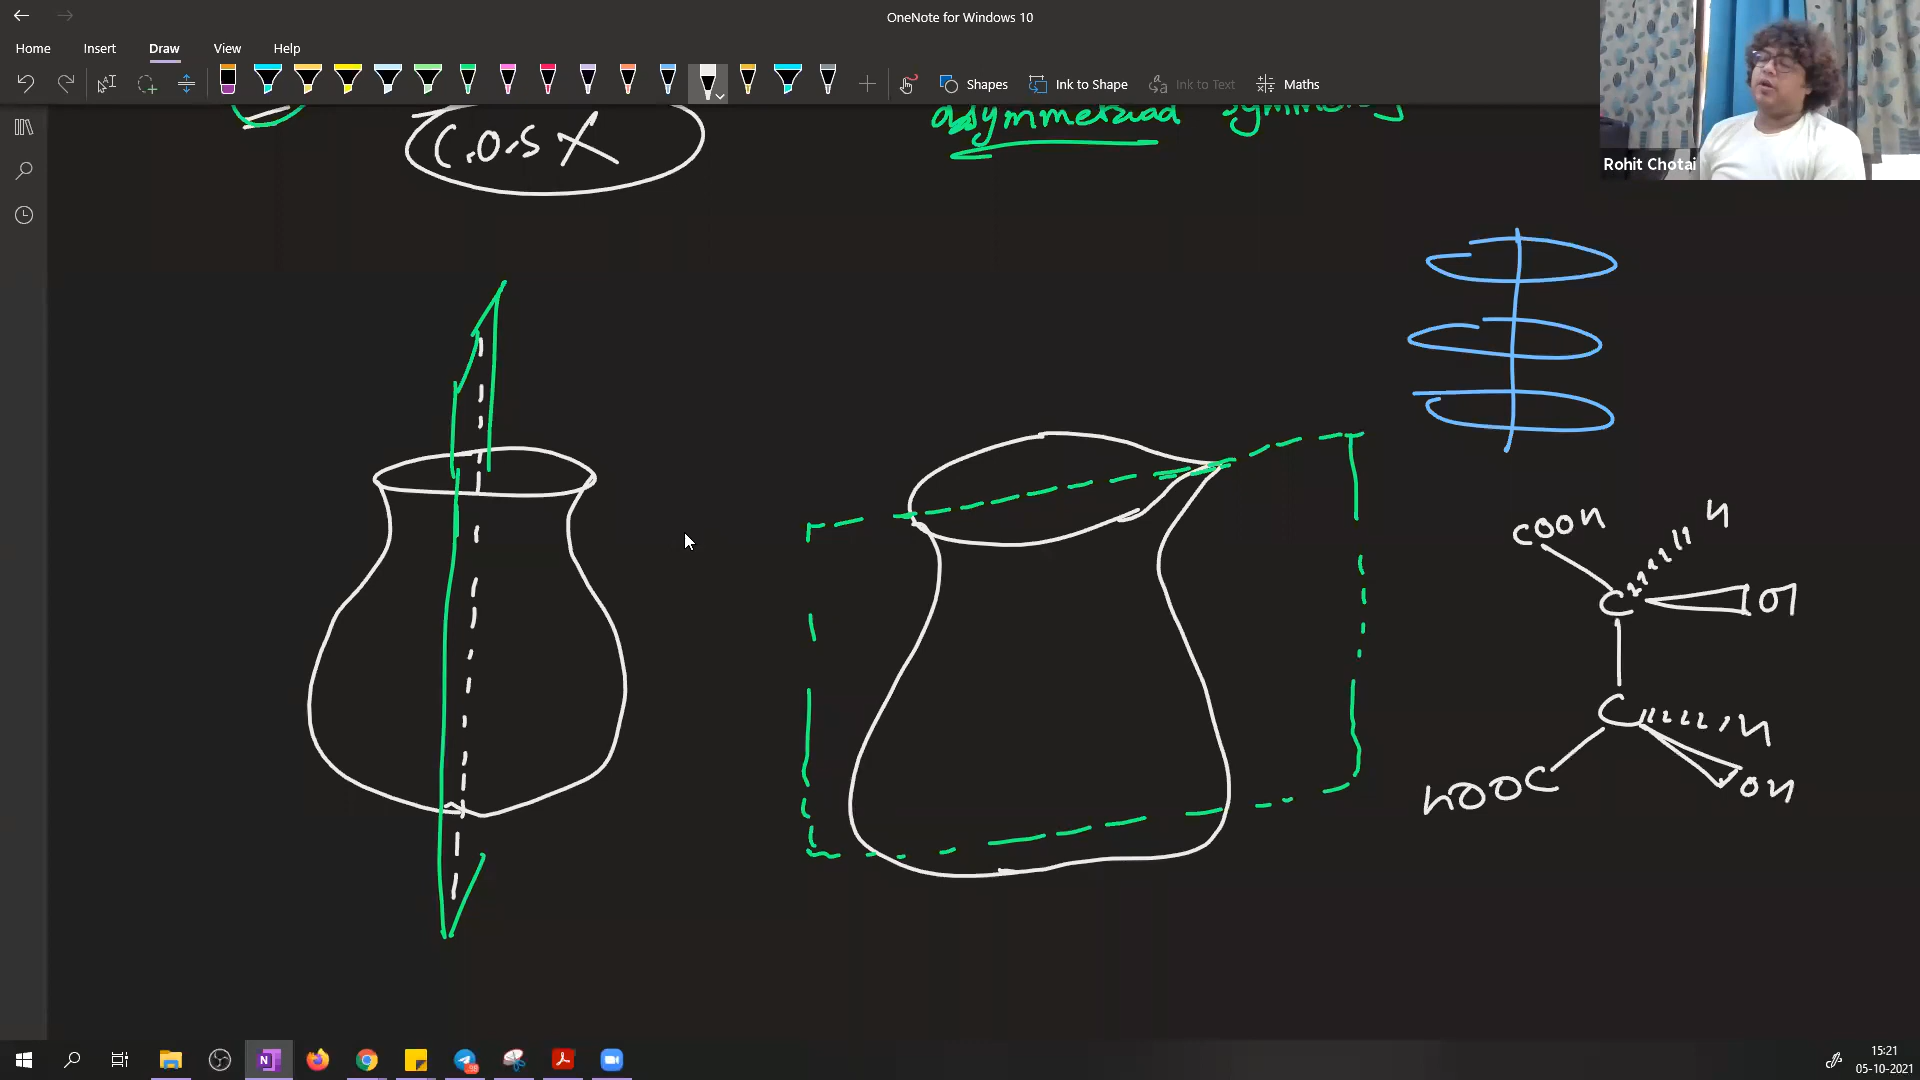 OneNote for Windows 10
Home Insert Draw View Help
Shapes Ink to Shape Ink to Text Maths
C.O.S X
asymmetrical symmetry
Rohit Chotai
COOH H
C OH
C H
HOOC OH
15:21
05-10-2021